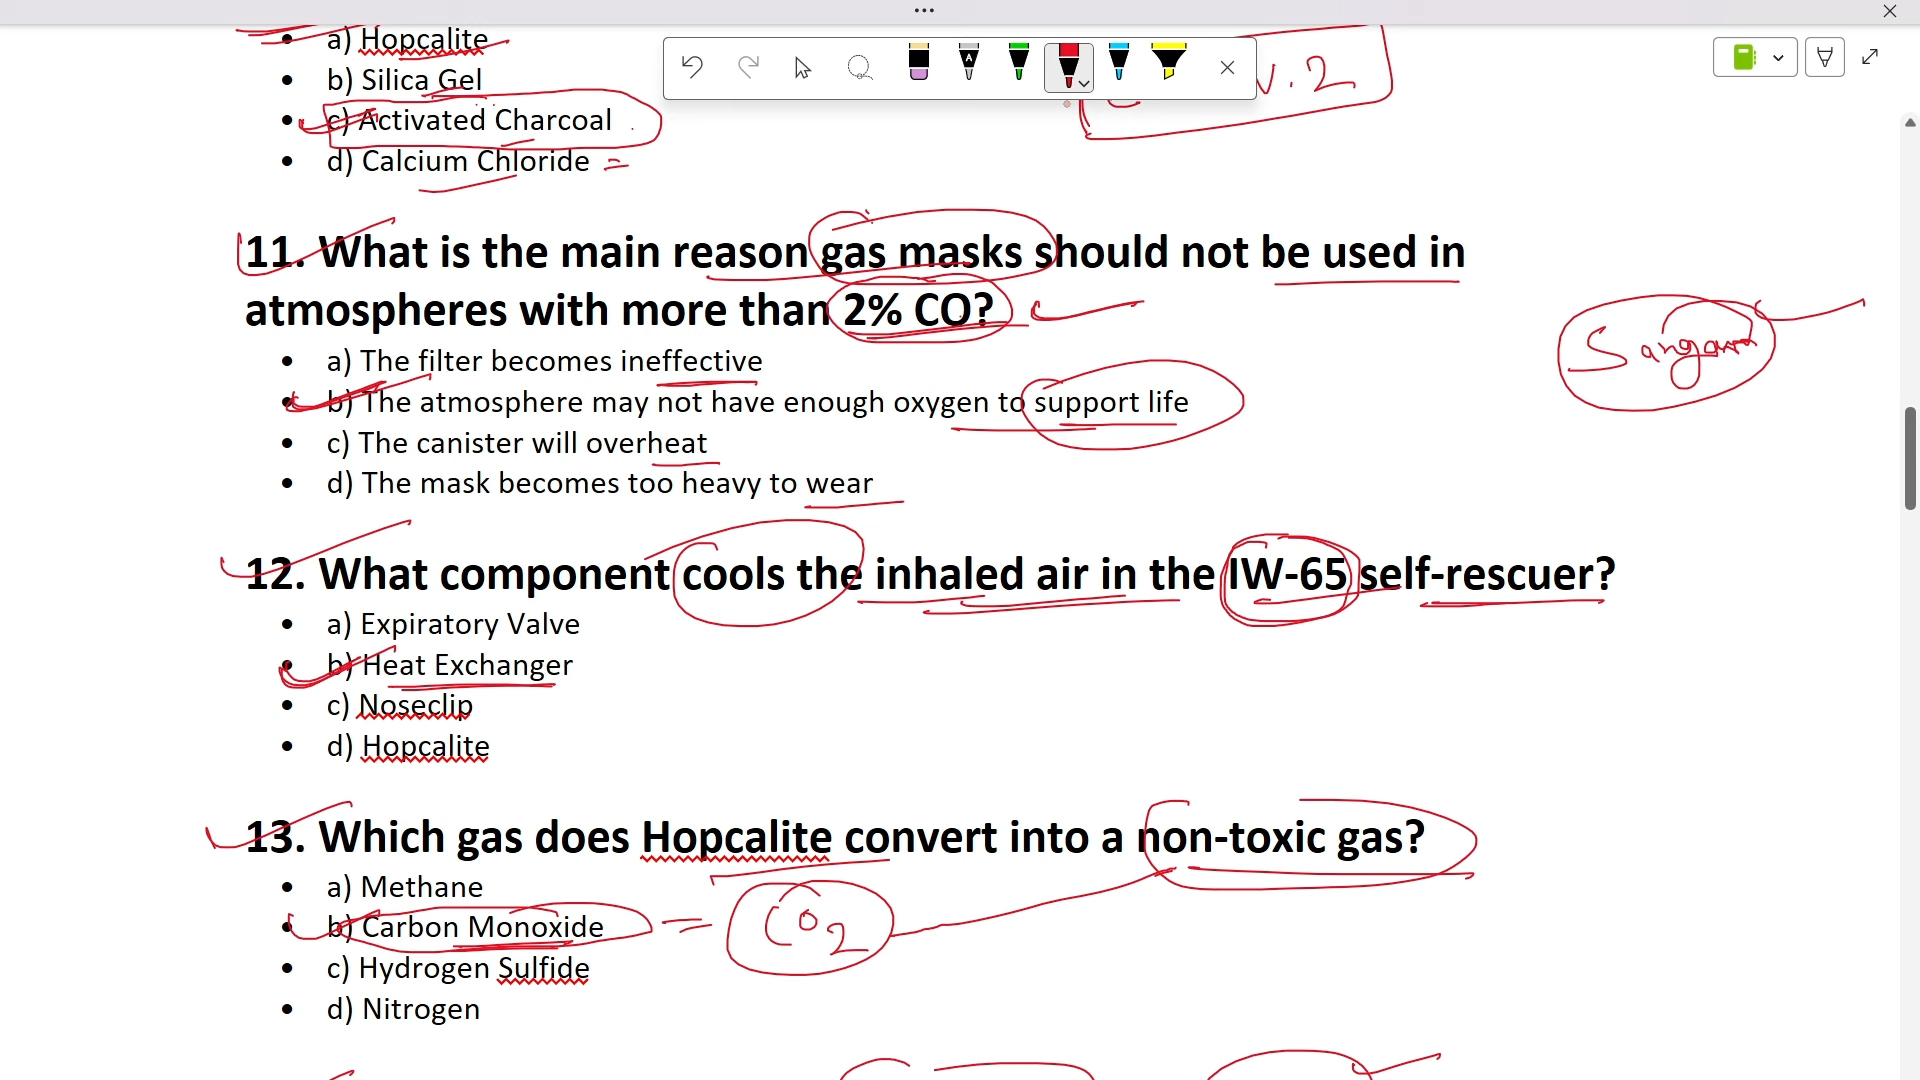 a) Hopcalite
b) Silica Gel
c) Activated Charcoal
d) Calcium Chloride =
11. What is the main reason gas masks should not be used in
atmospheres with more than 2% CO?
a) The filter becomes ineffective
b) The atmosphere may not have enough oxygen to support life
c) The canister will overheat
d) The mask becomes too heavy to wear
12. What component cools the inhaled air in the IW-65 self-rescuer?
a) Expiratory Valve
b) Heat Exchanger
c) Noseclip
d) Hopcalite
13. Which gas does Hopcalite convert into a non-toxic gas?
a) Methane
b) Carbon Monoxide = CO2
c) Hydrogen Sulfide
d) Nitrogen